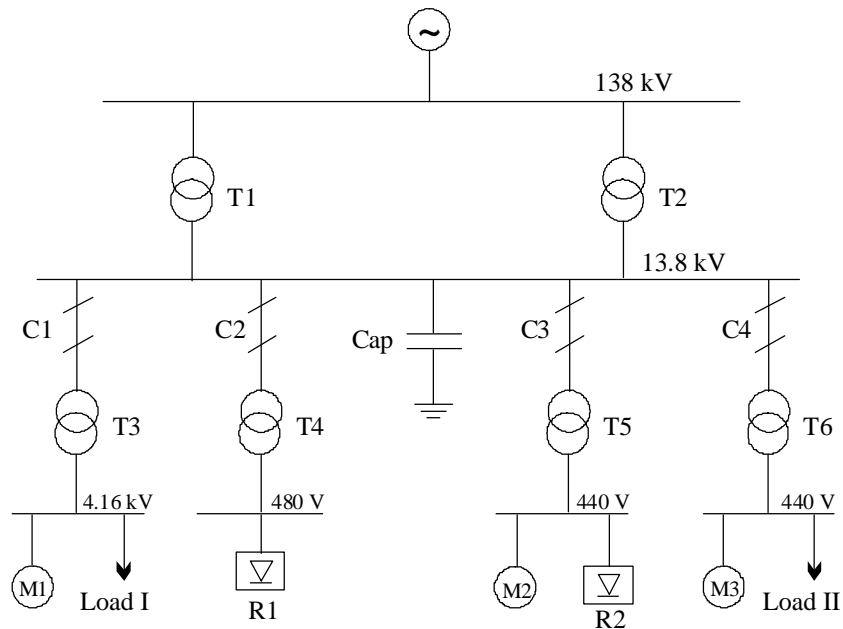 ~
138 kV
T1
T2
13.8 kV
C1
C2
Cap
C3
C4
T3
T4
T5
T6
4.16 kV
480 V
440 V
440 V
M1
Load I
R1
M2
R2
M3
Load II